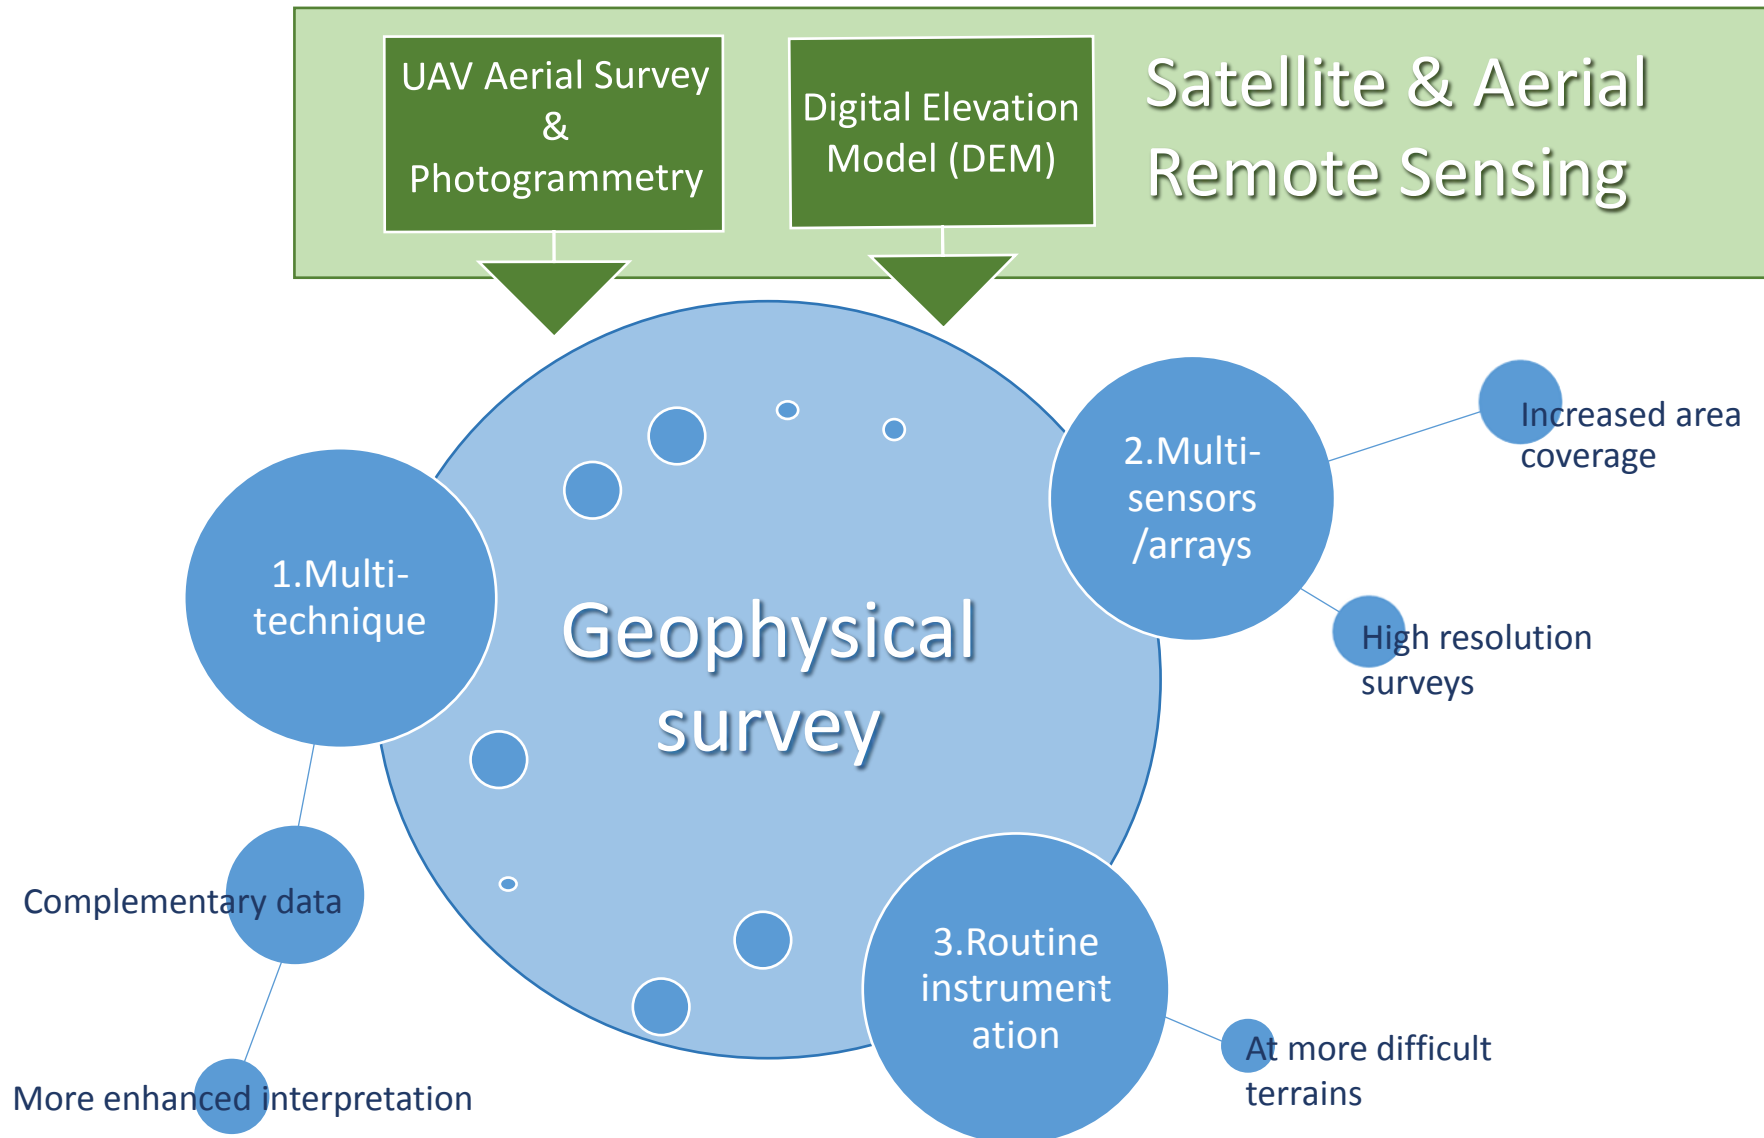 UAV Aerial Survey
&
Photogrammetry
Digital Elevation
Model (DEM)
Satellite & Aerial
Remote Sensing
1.Multi-
technique
Geophysical
survey
2.Multi-
sensors
/arrays
Increased area
coverage
High resolution
surveys
Complementary data
More enhanced interpretation
3.Routine
instrument
ation
At more difficult
terrains